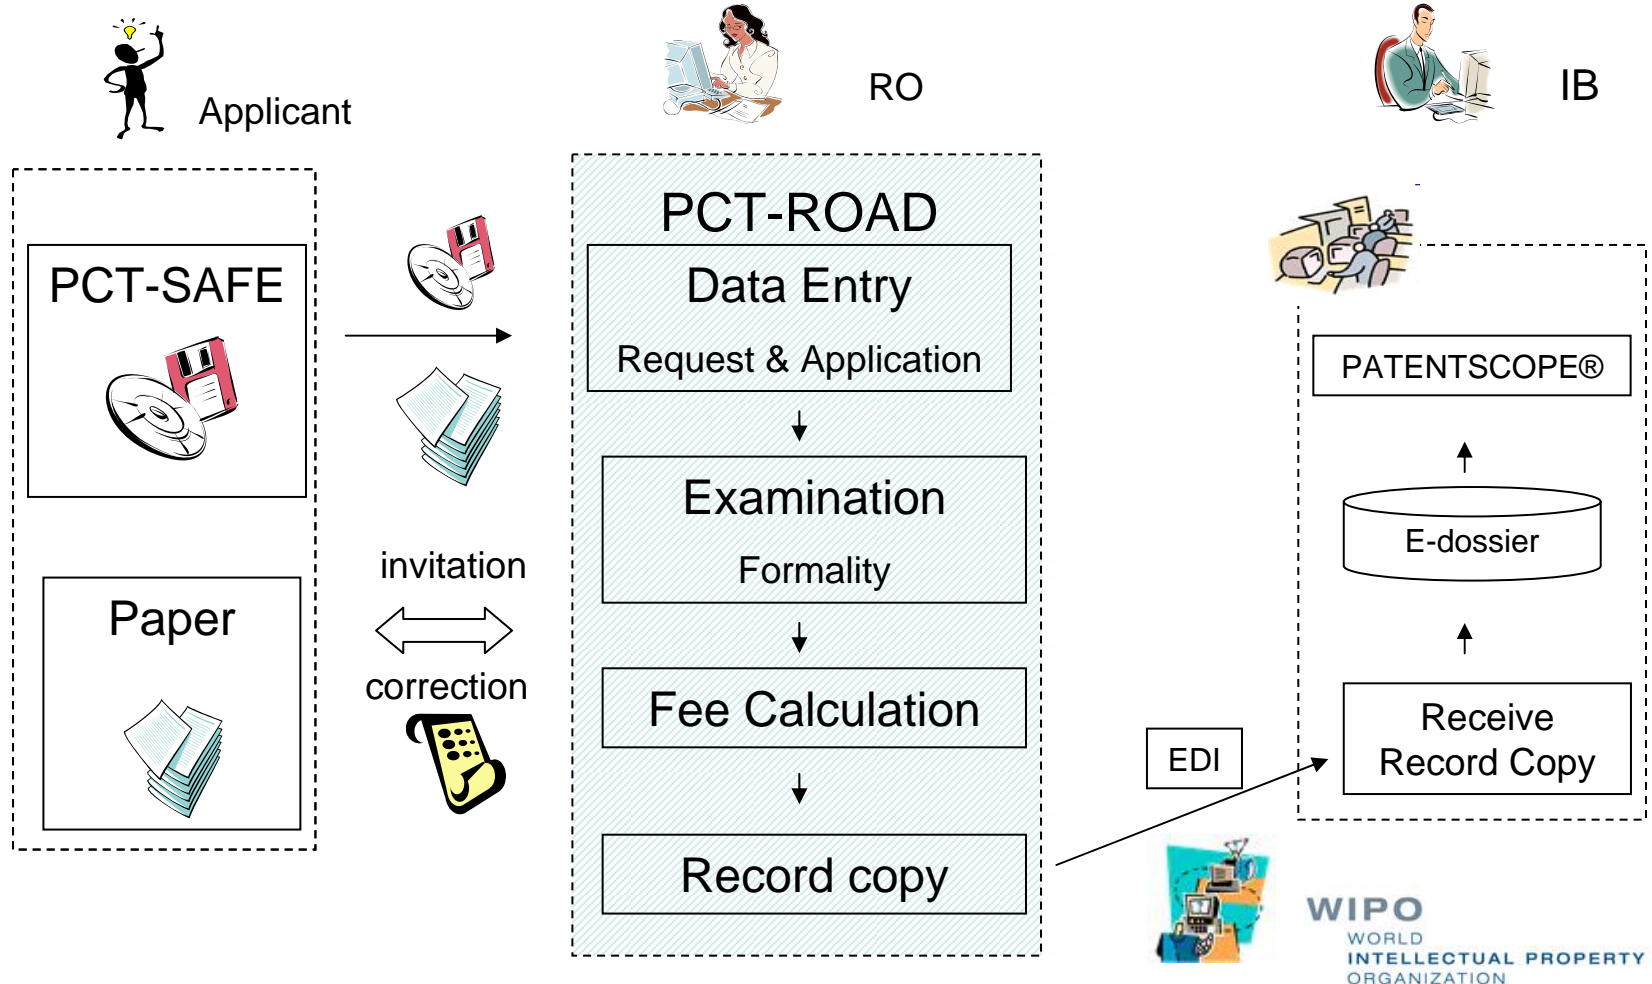 Applicant
RO
IB
PCT-SAFE
Paper
invitation
correction
PCT-ROAD
Data Entry
Request & Application
Examination
Formality
Fee Calculation
Record copy
EDI
PATENTSCOPE®
E-dossier
Receive
Record Copy
WIPO
WORLD
INTELLECTUAL PROPERTY
ORGANIZATION